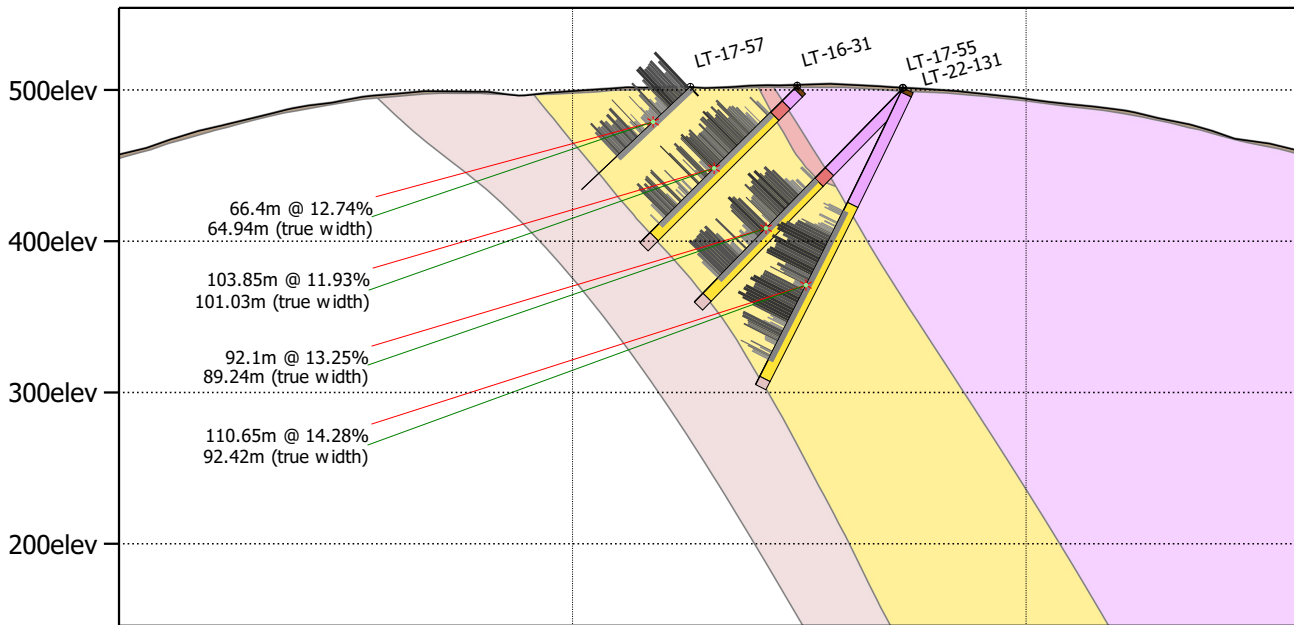 LT-17-57
LT-16-31
LT-17-55
LT-22-131
500elev
66.4m @ 12.74%
64.94m (true width)
400elev
103.85m @ 11.93%
101.03m (true width)
92.1m @ 13.25%
89.24m (true width)
300elev
110.65m @ 14.28%
92.42m (true width)
200elev